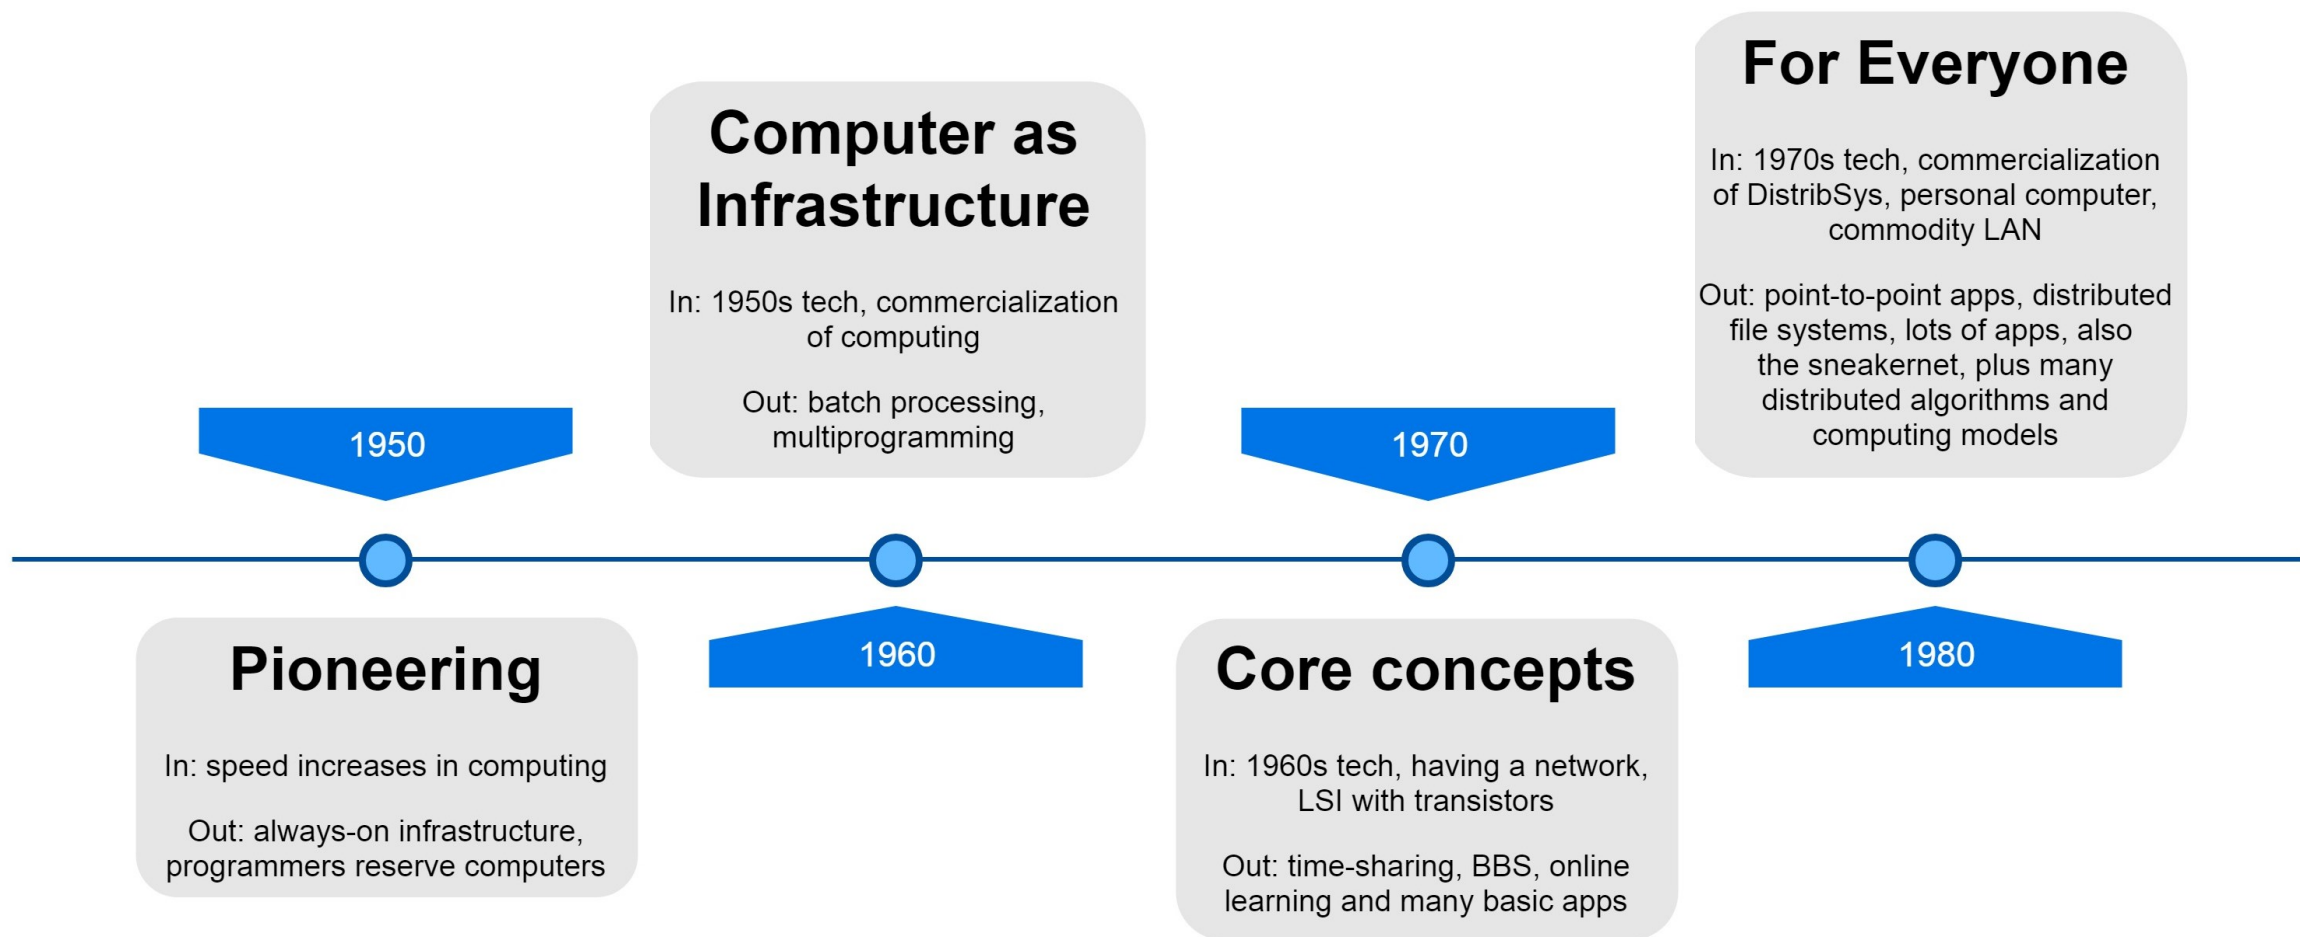 1950
Pioneering
In: speed increases in computing
Out: always-on infrastructure,
programmers reserve computers
Computer as
Infrastructure
In: 1950s tech, commercialization
of computing
Out: batch processing,
multiprogramming
1960
1970
Core concepts
In: 1960s tech, having a network,
LSI with transistors
Out: time-sharing, BBS, online
learning and many basic apps
For Everyone
In: 1970s tech, commercialization
of DistribSys, personal computer,
commodity LAN
Out: point-to-point apps, distributed
file systems, lots of apps, also
the sneakernet, plus many
distributed algorithms and
computing models
1980